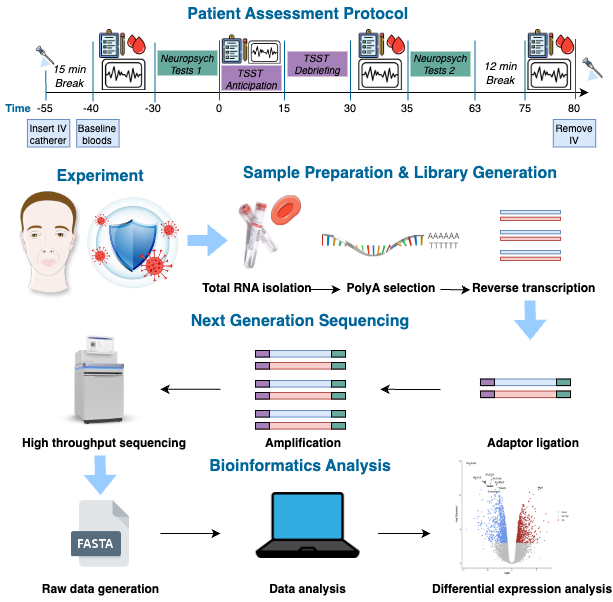 Patient Assessment Protocol
15 min
Break
Neuropsych
Tests 1
TSST
Anticipation
TSST
Debriefing
Neuropsych
Tests 2
12 min
Break
Time
-55
-40
-30
0
15
30
35
45
63
75
80
Insert IV
catherer
Baseline
bloods
Remove
IV
Experiment
Sample Preparation & Library Generation
AAAAAA
TTTTTT
Total RNA isolation
PolyA selection
Reverse transcription
Next Generation Sequencing
High throughput sequencing
Amplification
Adaptor ligation
Bioinformatics Analysis
FASTA
Raw data generation
Data analysis
Differential expression analysis